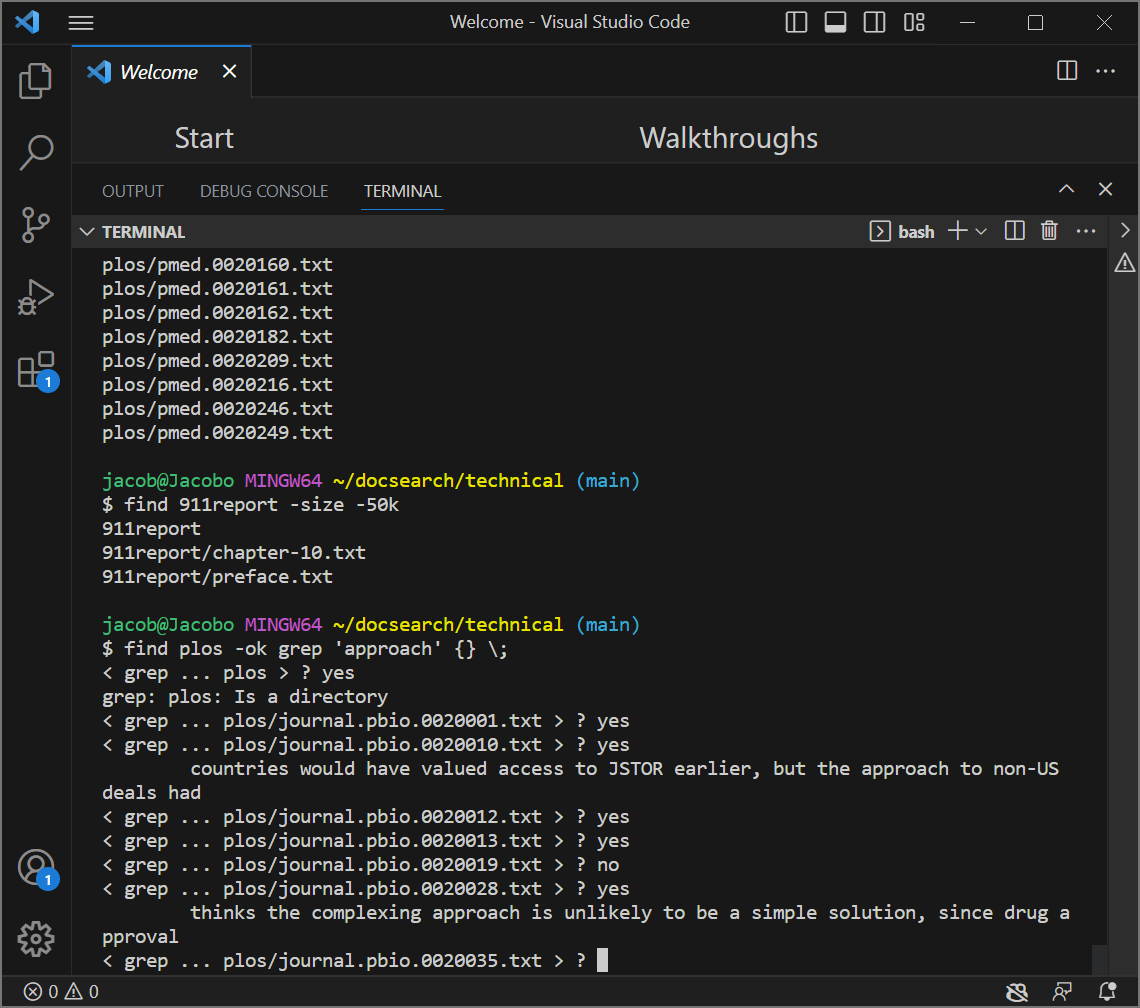 Welcome - Visual Studio Code
Welcome
Start
Walkthroughs
OUTPUT
DEBUG CONSOLE
TERMINAL
TERMINAL
bash
plos/pmed.0020160.txt
plos/pmed.0020161.txt
plos/pmed.0020162.txt
plos/pmed.0020182.txt
plos/pmed.0020209.txt
plos/pmed.0020216.txt
plos/pmed.0020246.txt
plos/pmed.0020249.txt
jacob@Jacobo MINGW64 ~/docsearch/technical (main)
$ find 911report -size -50k
911report
911report/chapter-10.txt
911report/preface.txt
jacob@Jacobo MINGW64 ~/docsearch/technical (main)
$ find plos -ok grep 'approach' {} \;
< grep ... plos > ? yes
grep: plos: Is a directory
< grep ... plos/journal.pbio.0020001.txt > ? yes
< grep ... plos/journal.pbio.0020010.txt > ? yes
countries would have valued access to JSTOR earlier, but the approach to non-US
deals had
< grep ... plos/journal.pbio.0020012.txt > ? yes
< grep ... plos/journal.pbio.0020013.txt > ? yes
< grep ... plos/journal.pbio.0020019.txt > ? no
< grep ... plos/journal.pbio.0020028.txt > ? yes
thinks the complexing approach is unlikely to be a simple solution, since drug a
pproval
< grep ... plos/journal.pbio.0020035.txt > ?
1
1
0 0